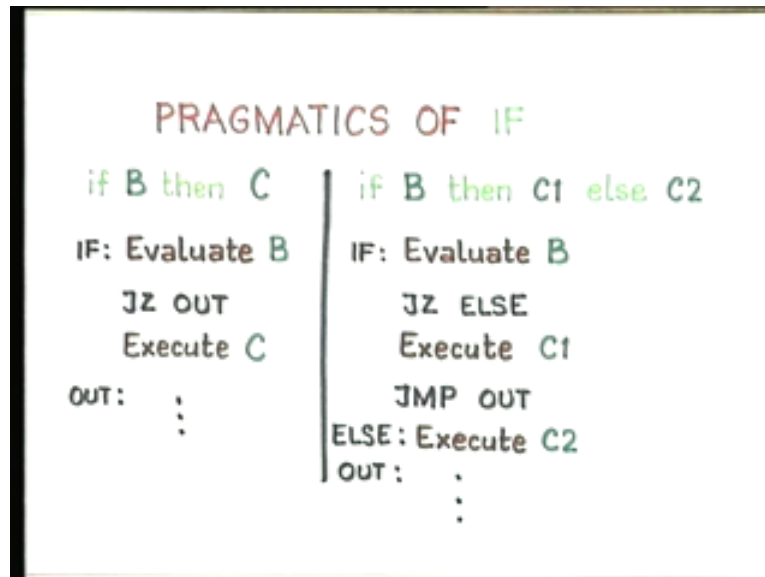 PRAGMATICS OF IF
if B then C
IF: Evaluate B
JZ OUT
Execute C
OUT: ⋮
if B then C1 else C2
IF: Evaluate B
JZ ELSE
Execute C1
JMP OUT
ELSE: Execute C2
OUT: ⋮